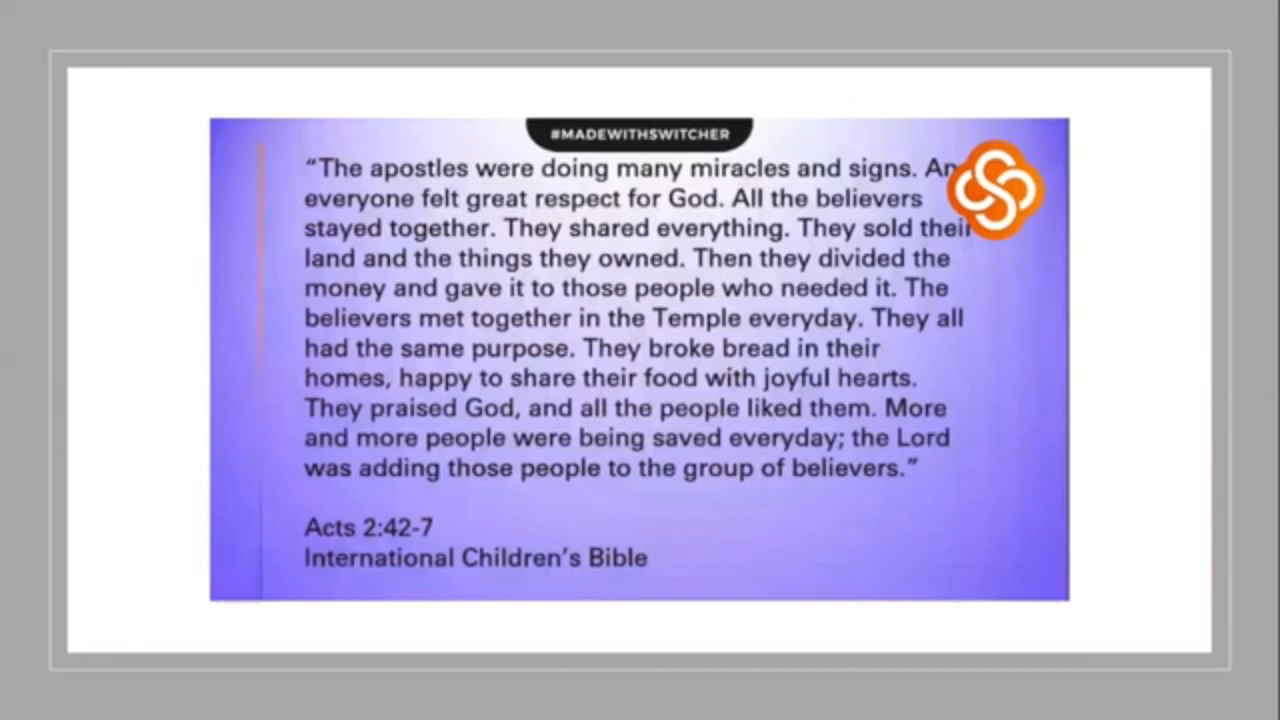 #MADEWITHSWITCHER
“The apostles were doing many miracles and signs. An
everyone felt great respect for God. All the believers
stayed together. They shared everything. They sold their
land and the things they owned. Then they divided the
money and gave it to those people who needed it. The
believers met together in the Temple everyday. They all
had the same purpose. They broke bread in their
homes, happy to share their food with joyful hearts.
They praised God, and all the people liked them. More
and more people were being saved everyday; the Lord
was adding those people to the group of believers.”
Acts 2:42-7
International Children’s Bible